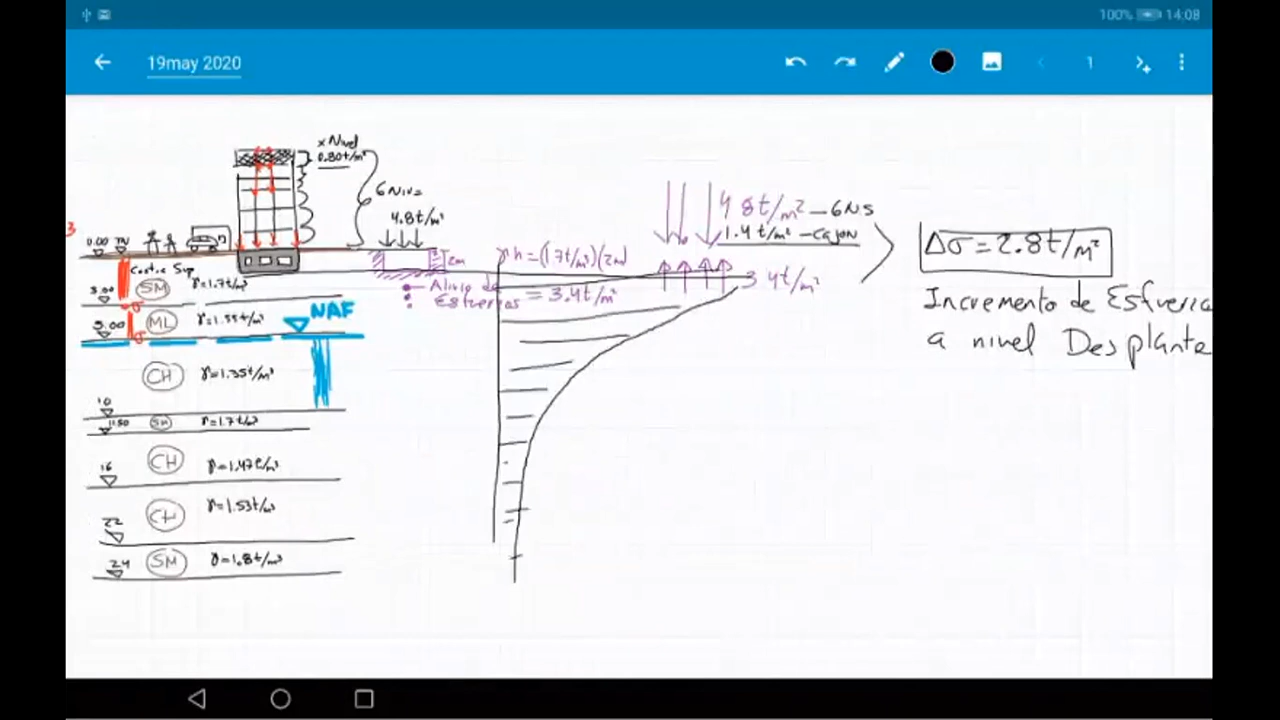 100% 14:08
19may 2020
1
x Nivel
0.80t/m²
6 Niv
4.8t/m²
3
0.00 TN
Costra Sup
3.00
SM
γ=1.7t/m³
σ
5.00
ML
γ=1.55t/m³
σ
NAF
CH
γ=1.35t/m³
10
11.50
SM
γ=1.7t/m³
16
CH
γ=1.47t/m³
22
CH
γ=1.53t/m³
24
SM
γ=1.8t/m³
2m
Alivio de
Esfuerzos
γh=(1.7t/m³)(2m)
= 3.4t/m²
4.8t/m² - 6NS
1.4 t/m² - cajon
3.4t/m²
Δσ=2.8t/m²
Incremento de Esfuerzo
a nivel Desplante